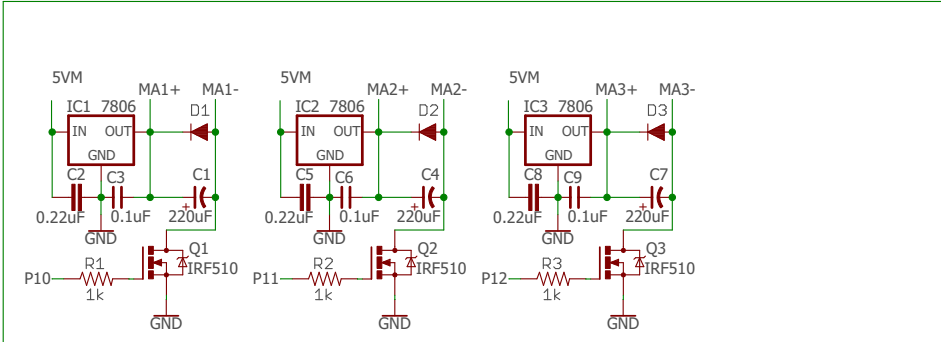 5VM 5VM 5VM
MA1+ MA1- MA2+ MA2- MA3+ MA3-
IC1 7806 D1 IC2 7806 D2 IC3 7806 D3
IN OUT IN OUT IN OUT
GND GND GND
C2 C3 C1 C5 C6 C4 C8 C9 C7
+ + +
0.22uF 0.1uF 220uF 0.22uF 0.1uF 220uF 0.22uF 0.1uF 220uF
GND GND GND
Q1 Q2 Q3
R1 IRF510 R2 IRF510 R3 IRF510
P10 P11 P12
1k 1k 1k
GND GND GND